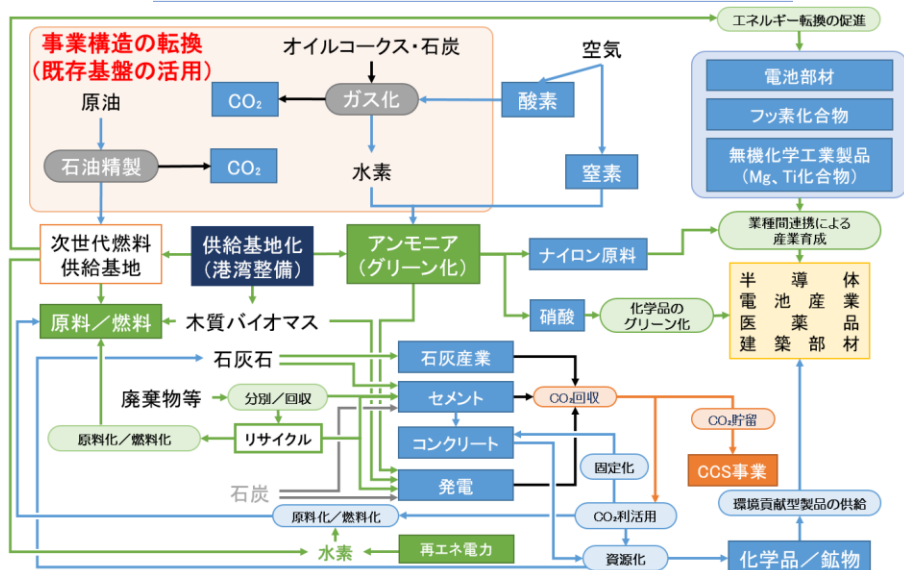 エネルギー転換の促進
事業構造の転換
(既存基盤の活用)
オイルコークス・石炭
空気
電池部材
原油
CO₂
ガス化
酸素
フッ素化合物
石油精製
CO₂
水素
窒素
無機化学工業製品
(Mg、Ti化合物)
次世代燃料
供給基地
供給基地化
(港湾整備)
アンモニア
(グリーン化)
ナイロン原料
業種間連携による
産業育成
原料／燃料
木質バイオマス
硝酸
化学品の
グリーン化
半導体
電池産業
医薬品
建築部材
石灰石
石灰産業
廃棄物等
分別／回収
セメント
CO₂回収
原料化／燃料化
リサイクル
コンクリート
CO₂貯留
石炭
発電
固定化
CCS事業
原料化／燃料化
CO₂利活用
環境貢献型製品の供給
水素
再エネ電力
資源化
化学品／鉱物